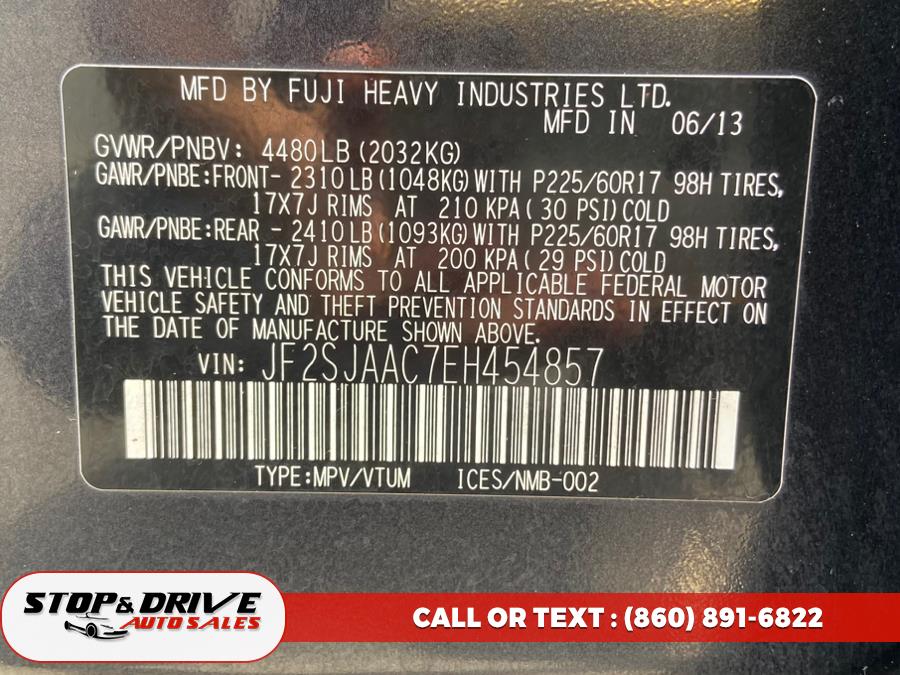 MFD BY FUJI HEAVY INDUSTRIES LTD.
MFD IN 06/13
GVWR/PNBV: 4480LB (2032KG)
GAWR/PNBE:FRONT- 2310LB (1048KG) WITH P225/60R17 98H TIRES,
17X7J RIMS AT 210 KPA ( 30 PSI) COLD
GAWR/PNBE:REAR - 2410LB (1093KG) WITH P225/60R17 98H TIRES,
17X7J RIMS AT 200 KPA ( 29 PSI) COLD
THIS VEHICLE CONFORMS TO ALL APPLICABLE FEDERAL MOTOR
VEHICLE SAFETY AND THEFT PREVENTION STANDARDS IN EFFECT ON
THE DATE OF MANUFACTURE SHOWN ABOVE.
VIN: JF2SJAAC7EH454857
TYPE:MPV/VTUM ICES/NMB-002
STOP & DRIVE
AUTO SALES
CALL OR TEXT : (860) 891-6822